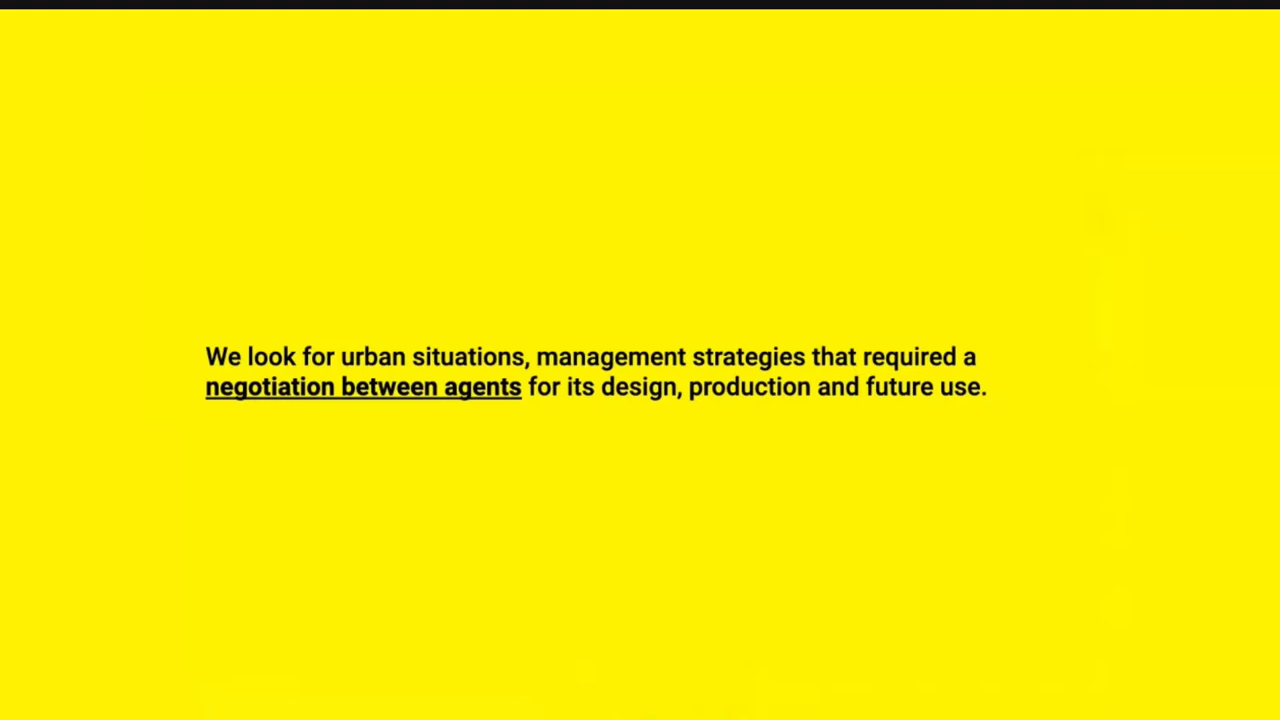 We look for urban situations, management strategies that required a
negotiation between agents for its design, production and future use.